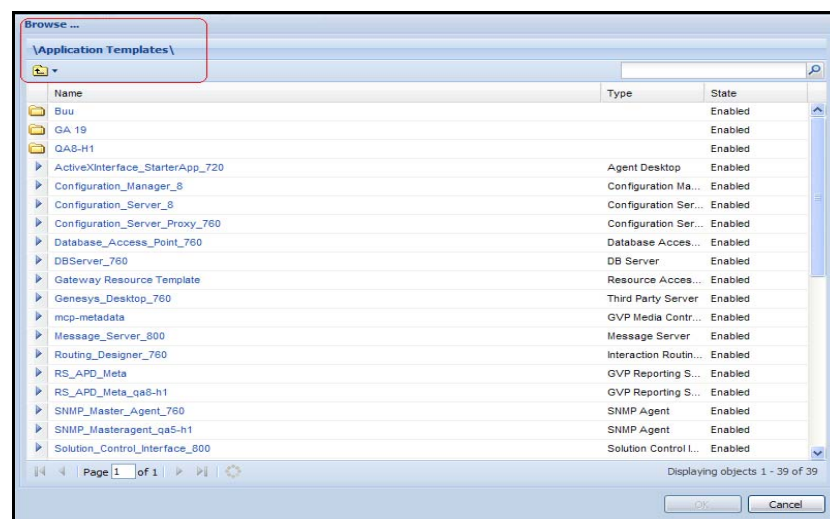 Browse ...
\Application Templates\
Name Type State
Buu Enabled
GA 19 Enabled
QA8-H1 Enabled
ActiveXInterface_StarterApp_720 Agent Desktop Enabled
Configuration_Manager_8 Configuration Ma... Enabled
Configuration_Server_8 Configuration Ser... Enabled
Configuration_Server_Proxy_760 Configuration Ser... Enabled
Database_Access_Point_760 Database Acces... Enabled
DBServer_760 DB Server Enabled
Gateway Resource Template Resource Acces... Enabled
Genesys_Desktop_760 Third Party Server Enabled
mcp-metadata GVP Media Contr... Enabled
Message_Server_800 Message Server Enabled
Routing_Designer_760 Interaction Routin... Enabled
RS_APD_Meta GVP Reporting S... Enabled
RS_APD_Meta_qa8-h1 GVP Reporting S... Enabled
SNMP_Master_Agent_760 SNMP Agent Enabled
SNMP_Masteragent_qa5-h1 SNMP Agent Enabled
Solution_Control_Interface_800 Solution Control I... Enabled
Page 1 of 1 Displaying objects 1 - 39 of 39
OK Cancel